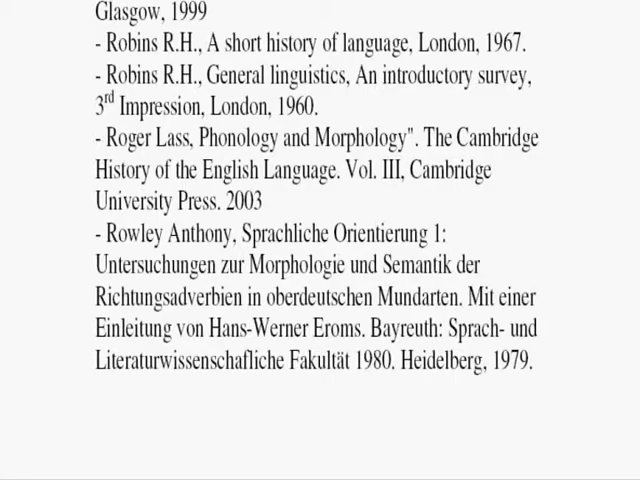 Glasgow, 1999
- Robins R.H., A short history of language, London, 1967.
- Robins R.H., General linguistics, An introductory survey,
3rd Impression, London, 1960.
- Roger Lass, Phonology and Morphology". The Cambridge
History of the English Language. Vol. III, Cambridge
University Press. 2003
- Rowley Anthony, Sprachliche Orientierung 1:
Untersuchungen zur Morphologie und Semantik der
Richtungsadverbien in oberdeutschen Mundarten. Mit einer
Einleitung von Hans-Werner Eroms. Bayreuth: Sprach- und
Literaturwissenschafliche Fakultät 1980. Heidelberg, 1979.